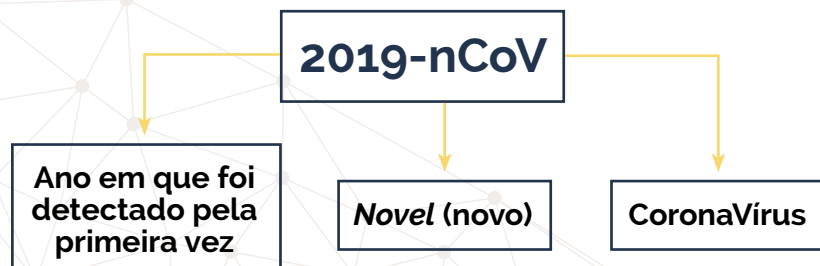 2019-nCoV
Ano em que foi
detectado pela
primeira vez
Novel (novo)
CoronaVírus